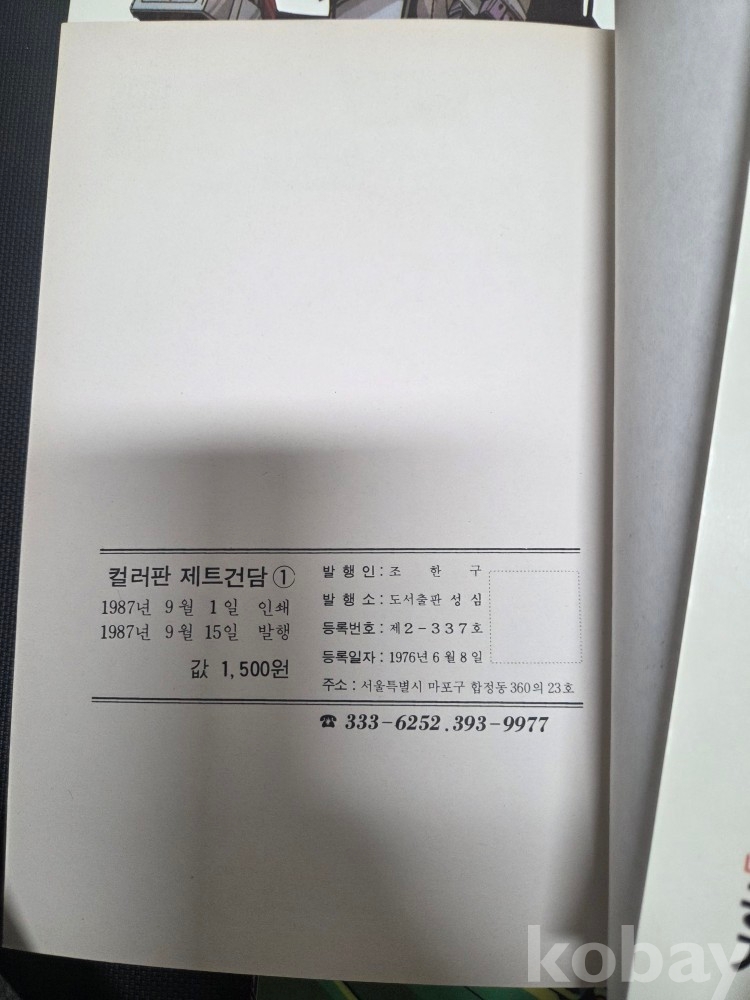 컬러판 제트건담 ①
1987년 9월 1일 인쇄
1987년 9월 15일 발행
값 1,500원
발행인 : 조 한 구
발행소 : 도서출판 성심
등록번호 : 제2-337호
등록일자 : 1976년 6월 8일
주소 : 서울특별시 마포구 합정동 360의 23호
☎ 333-6252 . 393-9977
kobay